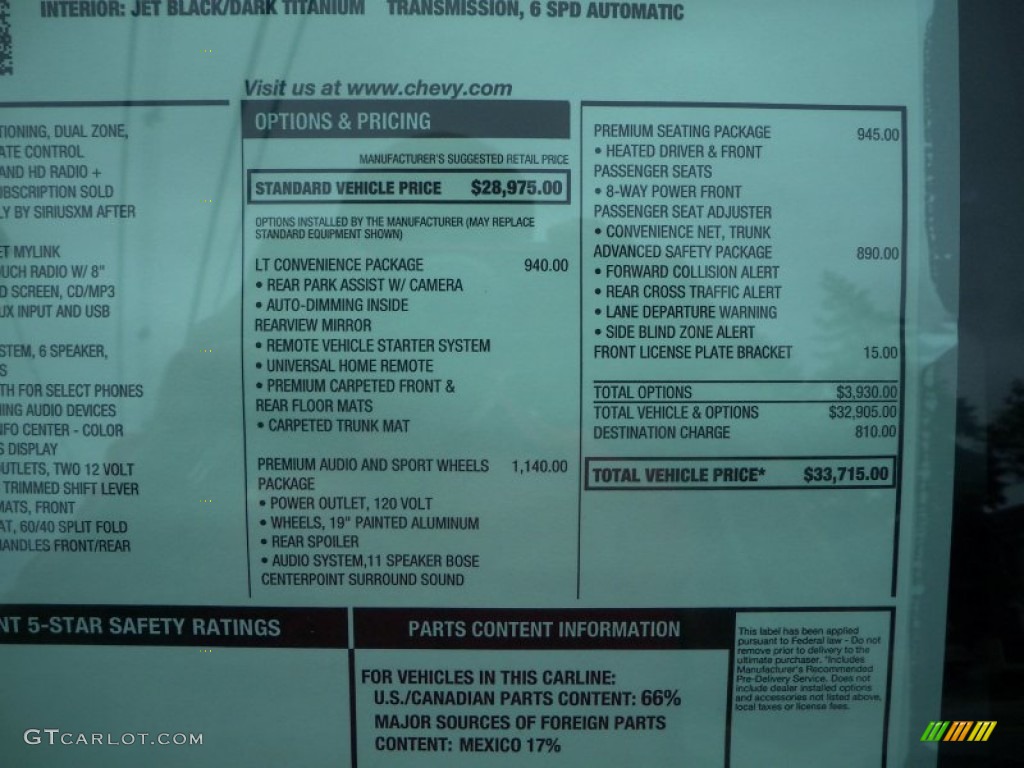 INTERIOR: JET BLACK/DARK TITANIUM TRANSMISSION, 6 SPD AUTOMATIC
Visit us at www.chevy.com
TIONING, DUAL ZONE,
ATE CONTROL
AND HD RADIO +
UBSCRIPTION SOLD
LY BY SIRIUSXM AFTER
ET MYLINK
OUCH RADIO W/ 8"
D SCREEN, CD/MP3
UX INPUT AND USB
STEM, 6 SPEAKER,
S
TH FOR SELECT PHONES
NING AUDIO DEVICES
NFO CENTER - COLOR
S DISPLAY
OUTLETS, TWO 12 VOLT
TRIMMED SHIFT LEVER
MATS, FRONT
AT, 60/40 SPLIT FOLD
HANDLES FRONT/REAR
OPTIONS & PRICING
MANUFACTURER'S SUGGESTED RETAIL PRICE
STANDARD VEHICLE PRICE $28,975.00
OPTIONS INSTALLED BY THE MANUFACTURER (MAY REPLACE
STANDARD EQUIPMENT SHOWN)
LT CONVENIENCE PACKAGE 940.00
• REAR PARK ASSIST W/ CAMERA
• AUTO-DIMMING INSIDE
REARVIEW MIRROR
• REMOTE VEHICLE STARTER SYSTEM
• UNIVERSAL HOME REMOTE
• PREMIUM CARPETED FRONT &
REAR FLOOR MATS
• CARPETED TRUNK MAT
PREMIUM AUDIO AND SPORT WHEELS 1,140.00
PACKAGE
• POWER OUTLET, 120 VOLT
• WHEELS, 19" PAINTED ALUMINUM
• REAR SPOILER
• AUDIO SYSTEM,11 SPEAKER BOSE
CENTERPOINT SURROUND SOUND
PREMIUM SEATING PACKAGE 945.00
• HEATED DRIVER & FRONT
PASSENGER SEATS
• 8-WAY POWER FRONT
PASSENGER SEAT ADJUSTER
• CONVENIENCE NET, TRUNK
ADVANCED SAFETY PACKAGE 890.00
• FORWARD COLLISION ALERT
• REAR CROSS TRAFFIC ALERT
• LANE DEPARTURE WARNING
• SIDE BLIND ZONE ALERT
FRONT LICENSE PLATE BRACKET 15.00
TOTAL OPTIONS $3,930.00
TOTAL VEHICLE & OPTIONS $32,905.00
DESTINATION CHARGE 810.00
TOTAL VEHICLE PRICE* $33,715.00
NT 5-STAR SAFETY RATINGS
PARTS CONTENT INFORMATION
FOR VEHICLES IN THIS CARLINE:
U.S./CANADIAN PARTS CONTENT: 66%
MAJOR SOURCES OF FOREIGN PARTS
CONTENT: MEXICO 17%
This label has been applied
pursuant to Federal law - Do not
remove prior to delivery to the
ultimate purchaser. *Includes
Manufacturer's Recommended
Pre-Delivery Service. Does not
include dealer installed options
and accessories not listed above,
local taxes or license fees.
GTCARLOT.COM